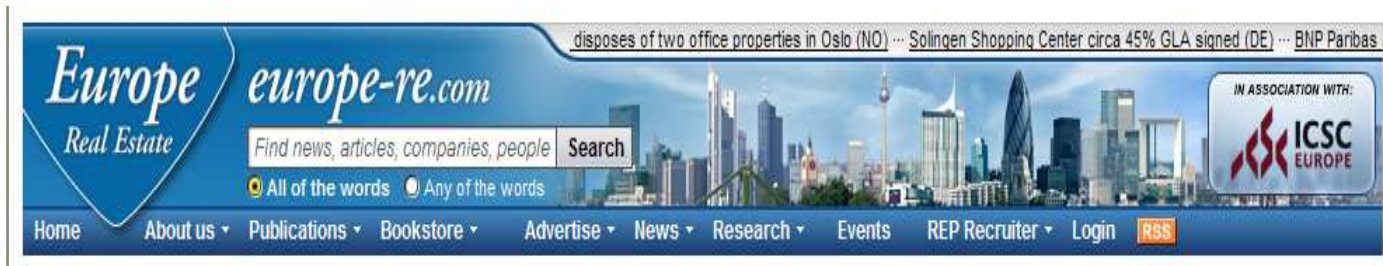 disposes of two office properties in Oslo (NO) ··· Solingen Shopping Center circa 45% GLA signed (DE) ··· BNP Paribas
Europe
Real Estate
europe-re.com
Find news, articles, companies, people Search
All of the words Any of the words
IN ASSOCIATION WITH:
ICSC
EUROPE
Home About us Publications Bookstore Advertise News Research Events REP Recruiter Login RSS